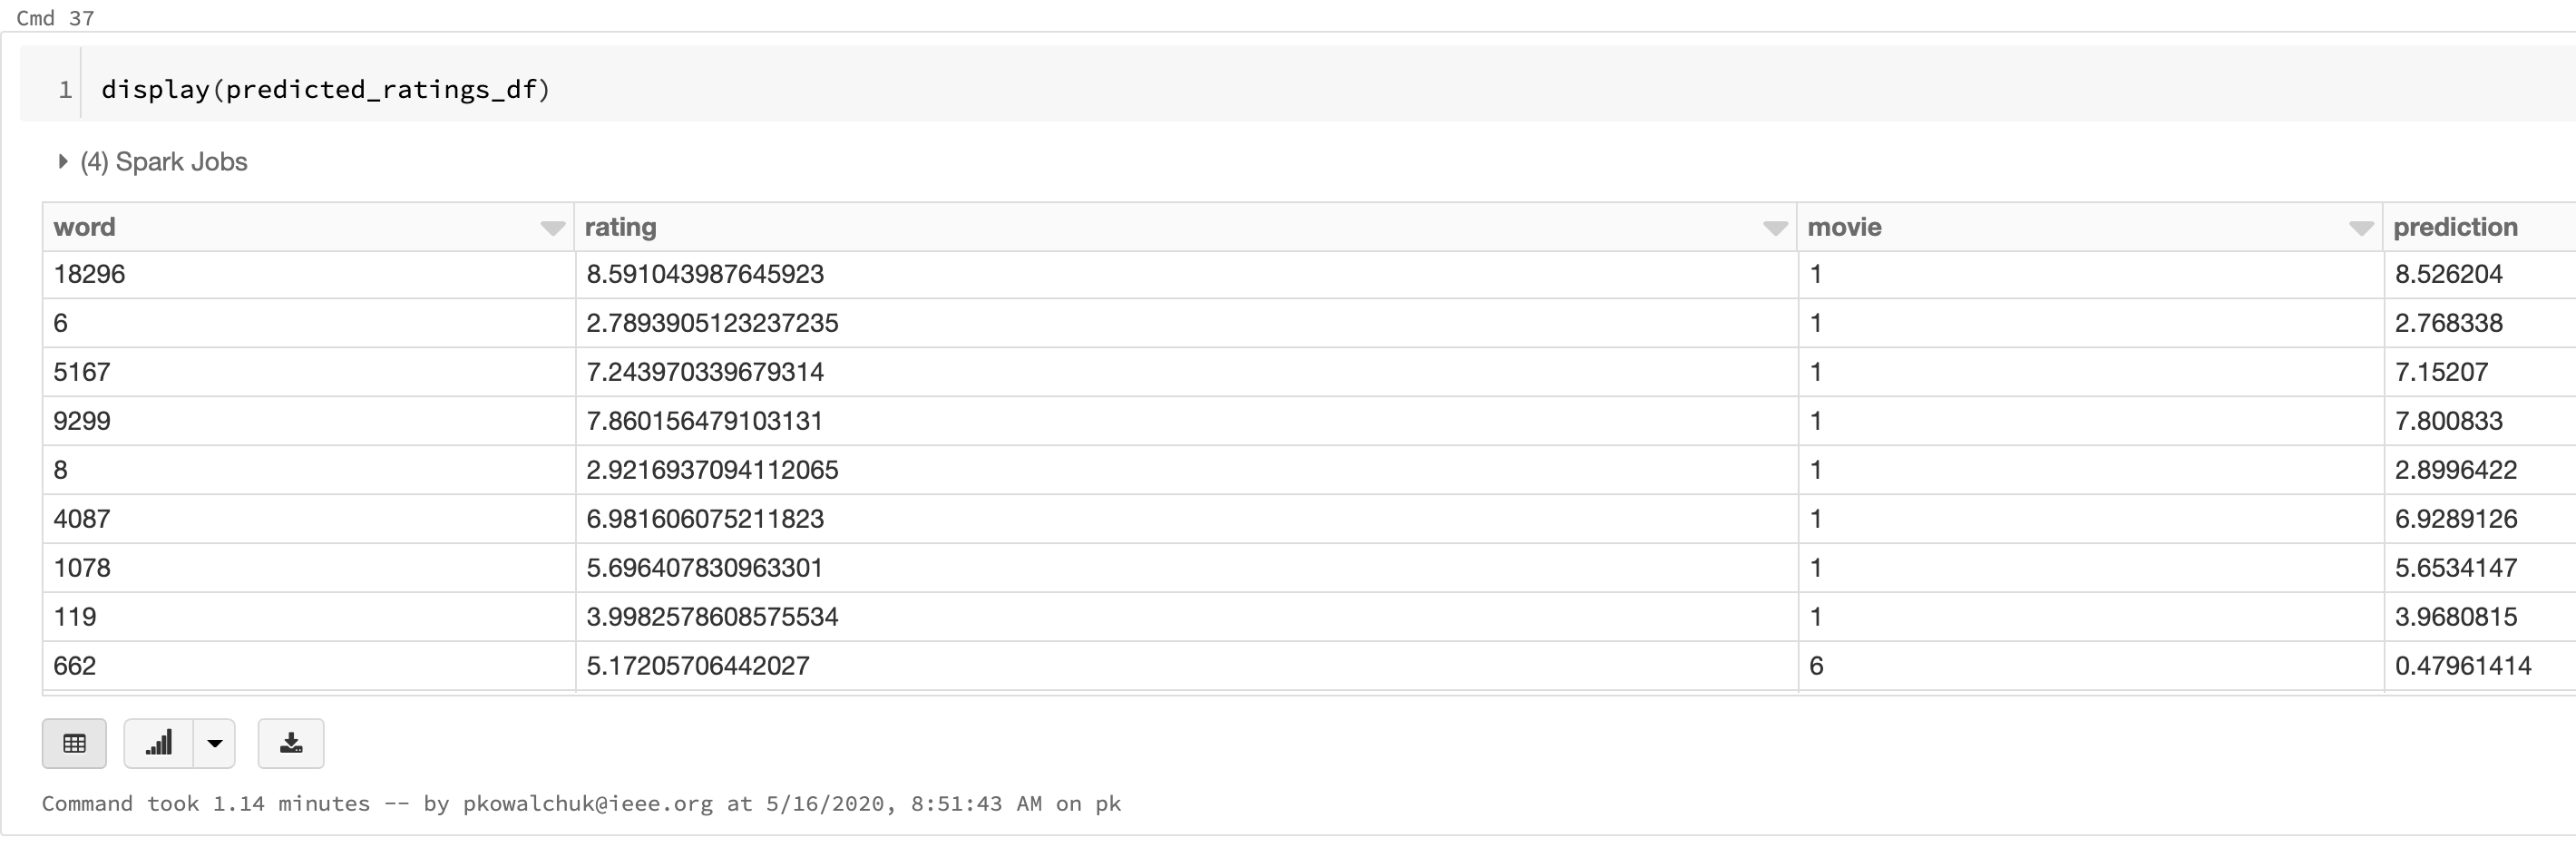 Cmd 37
1 display(predicted_ratings_df)
(4) Spark Jobs
word rating movie prediction
18296 8.591043987645923 1 8.526204
6 2.7893905123237235 1 2.768338
5167 7.243970339679314 1 7.15207
9299 7.860156479103131 1 7.800833
8 2.9216937094112065 1 2.8996422
4087 6.981606075211823 1 6.9289126
1078 5.696407830963301 1 5.6534147
119 3.9982578608575534 1 3.9680815
662 5.17205706442027 6 0.47961414
Command took 1.14 minutes -- by pkowalchuk@ieee.org at 5/16/2020, 8:51:43 AM on pk